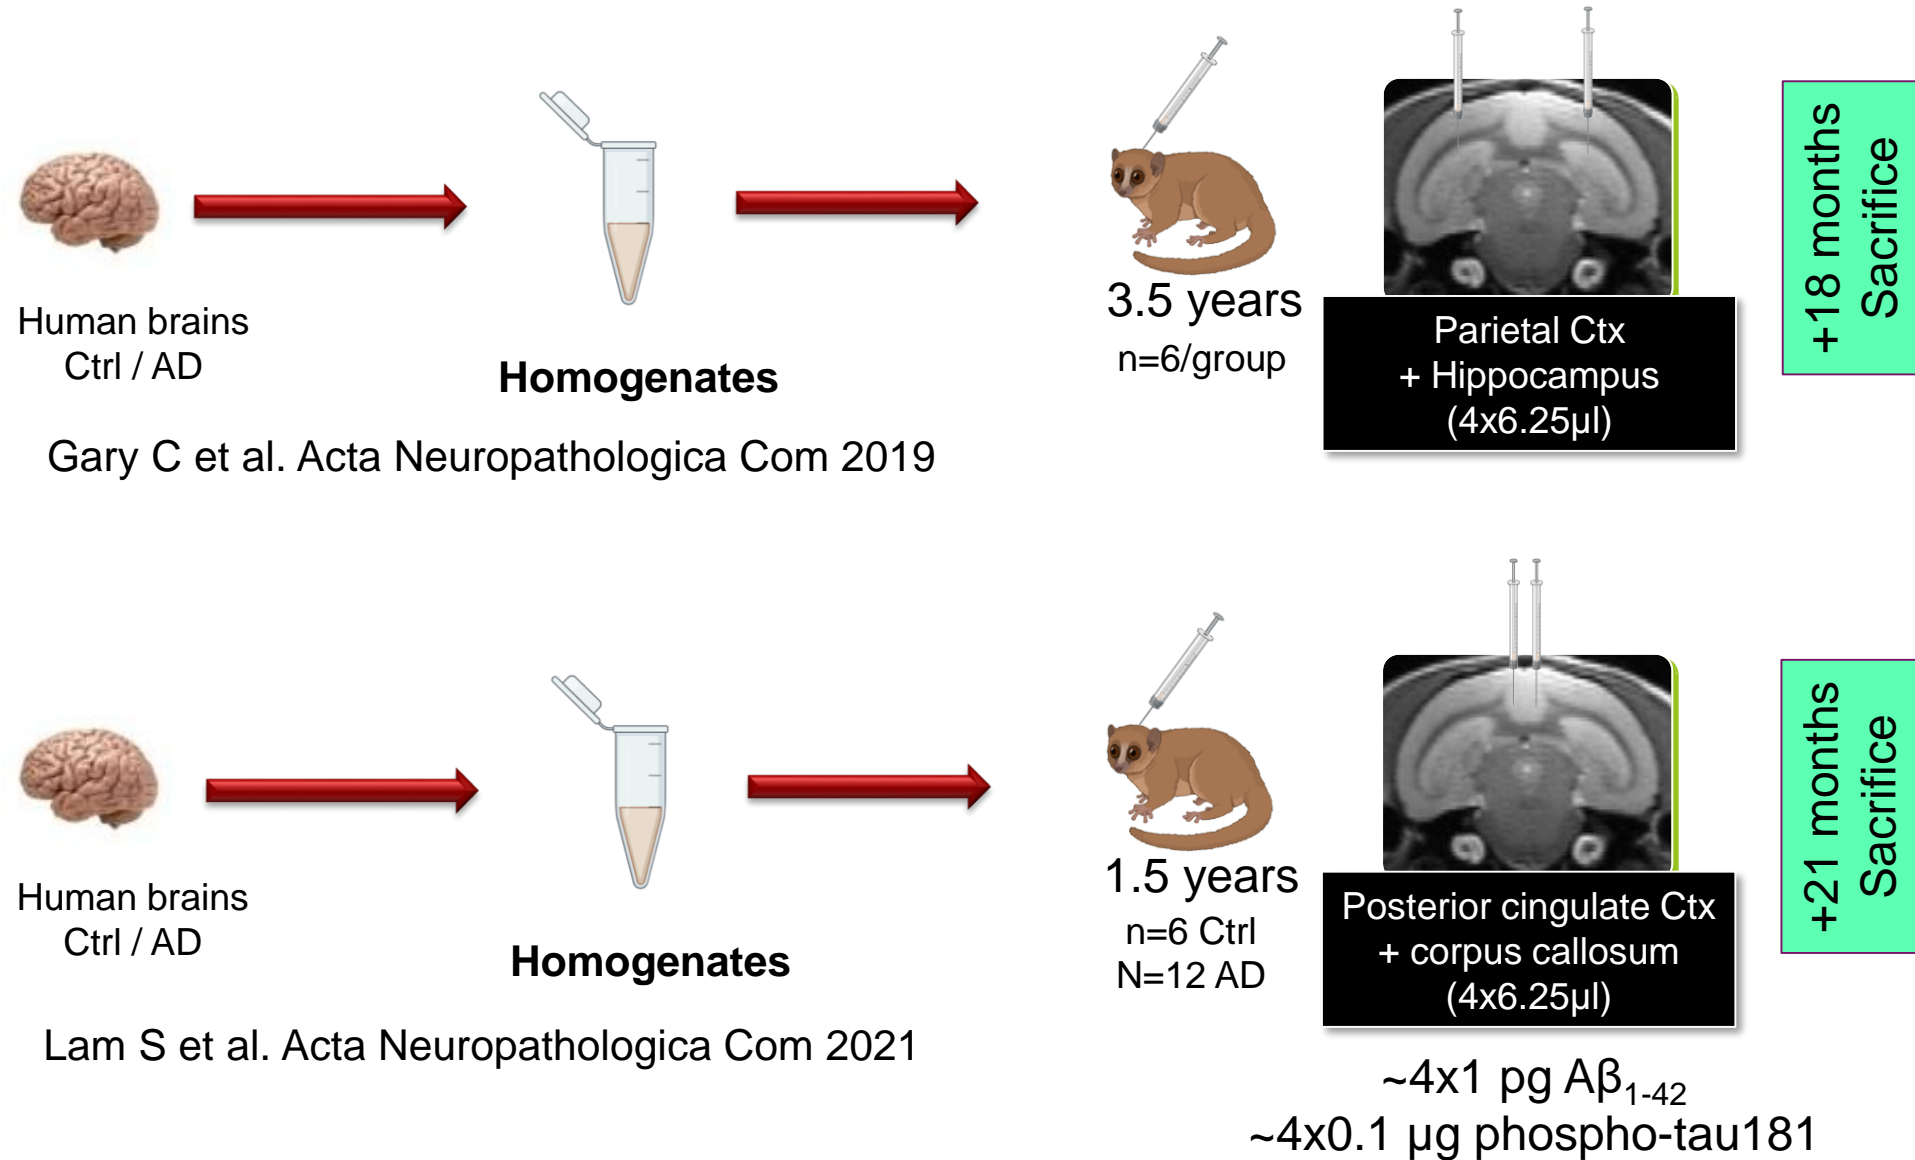 Human brains
Ctrl / AD
Homogenates
3.5 years
n=6/group
Parietal Ctx
+ Hippocampus
(4x6.25µl)
+18 months
Sacrifice
Gary C et al. Acta Neuropathologica Com 2019
Human brains
Ctrl / AD
Homogenates
1.5 years
n=6 Ctrl
N=12 AD
Posterior cingulate Ctx
+ corpus callosum
(4x6.25µl)
+21 months
Sacrifice
Lam S et al. Acta Neuropathologica Com 2021
~4x1 pg Aβ₁₋₄₂
~4x0.1 µg phospho-tau181